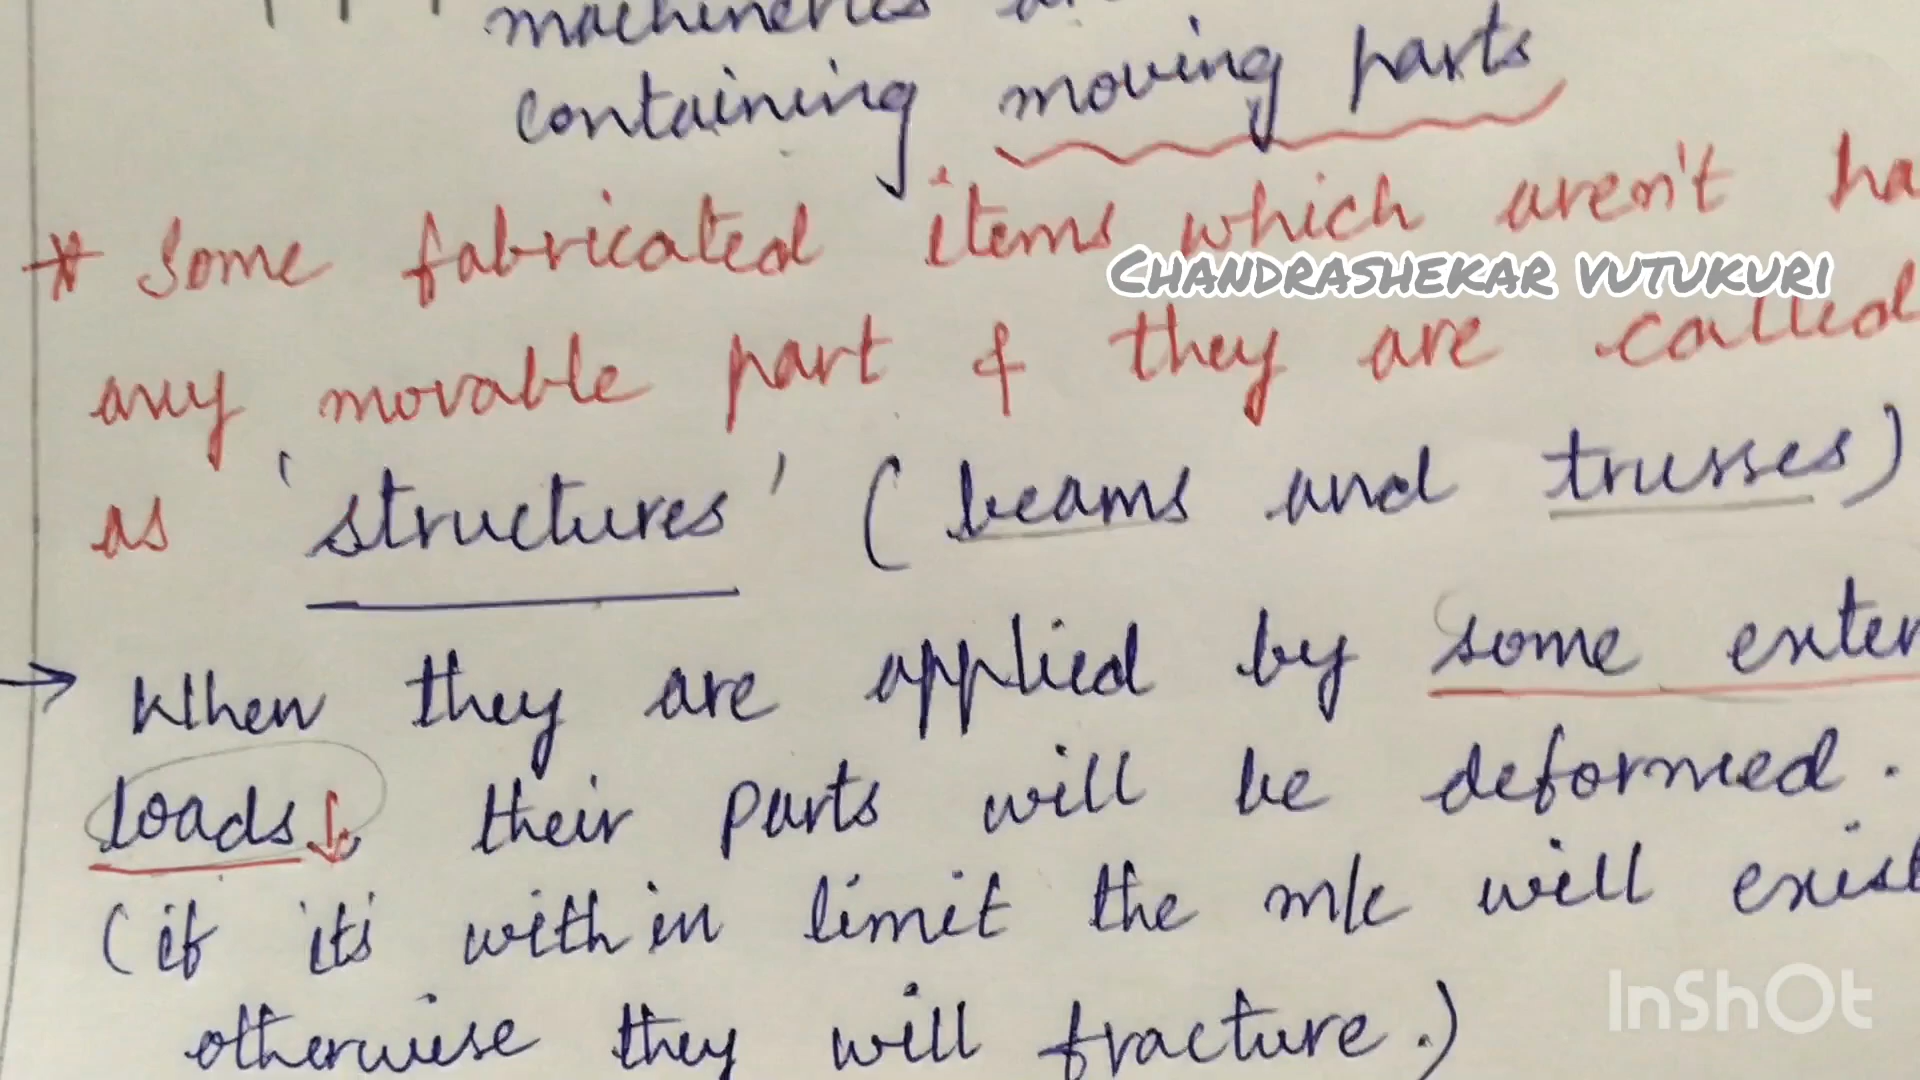 machineries
containing moving parts
* Some fabricated items which aren't ha
CHANDRASHEKAR VUTUKURI
any movable part & they are called
as 'structures' (beams and trusses)
→ When they are applied by some exter
loads↓ their parts will be deformed.
(if its within limit the m/c will exist
otherwise they will fracture.)
InShOt